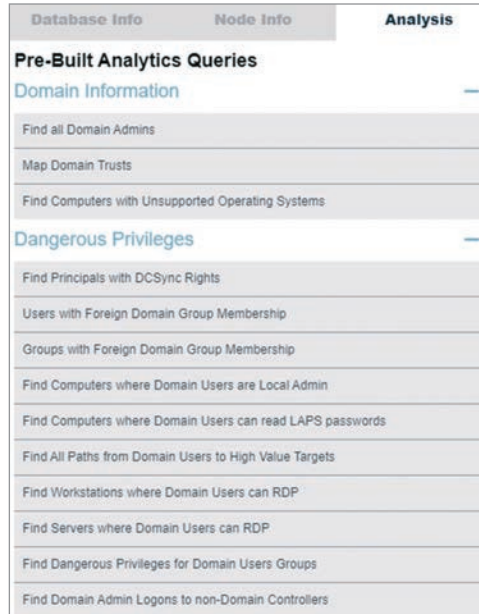 Database Info Node Info Analysis
Pre-Built Analytics Queries
Domain Information
Find all Domain Admins
Map Domain Trusts
Find Computers with Unsupported Operating Systems
Dangerous Privileges
Find Principals with DCSync Rights
Users with Foreign Domain Group Membership
Groups with Foreign Domain Group Membership
Find Computers where Domain Users are Local Admin
Find Computers where Domain Users can read LAPS passwords
Find All Paths from Domain Users to High Value Targets
Find Workstations where Domain Users can RDP
Find Servers where Domain Users can RDP
Find Dangerous Privileges for Domain Users Groups
Find Domain Admin Logons to non-Domain Controllers